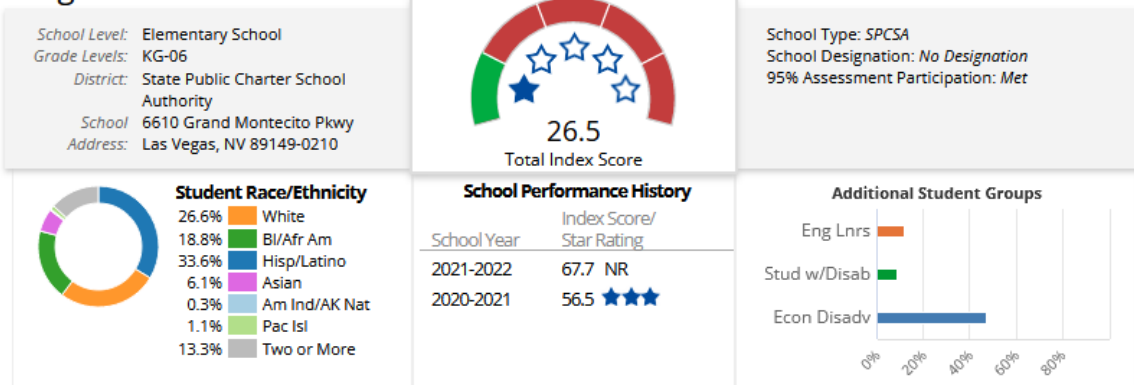 School Level: Elementary School
Grade Levels: KG-06
District: State Public Charter School
Authority
School 6610 Grand Montecito Pkwy
Address: Las Vegas, NV 89149-0210
26.5
Total Index Score
School Type: SPCSA
School Designation: No Designation
95% Assessment Participation: Met
Student Race/Ethnicity
26.6% White
18.8% Bl/Afr Am
33.6% Hisp/Latino
6.1% Asian
0.3% Am Ind/AK Nat
1.1% Pac Isl
13.3% Two or More
School Performance History
Index Score/
School Year Star Rating
2021-2022 67.7 NR
2020-2021 56.5
Additional Student Groups
Eng Lnrs
Stud w/Disab
Econ Disadv
0% 20% 40% 60% 80%